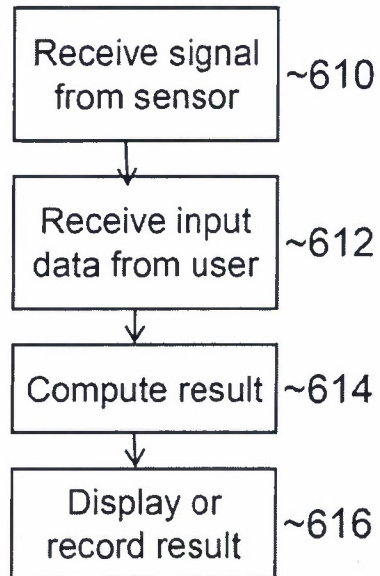 Receive signal
from sensor
~610
Receive input
data from user
~612
Compute result ~614
Display or
record result
~616